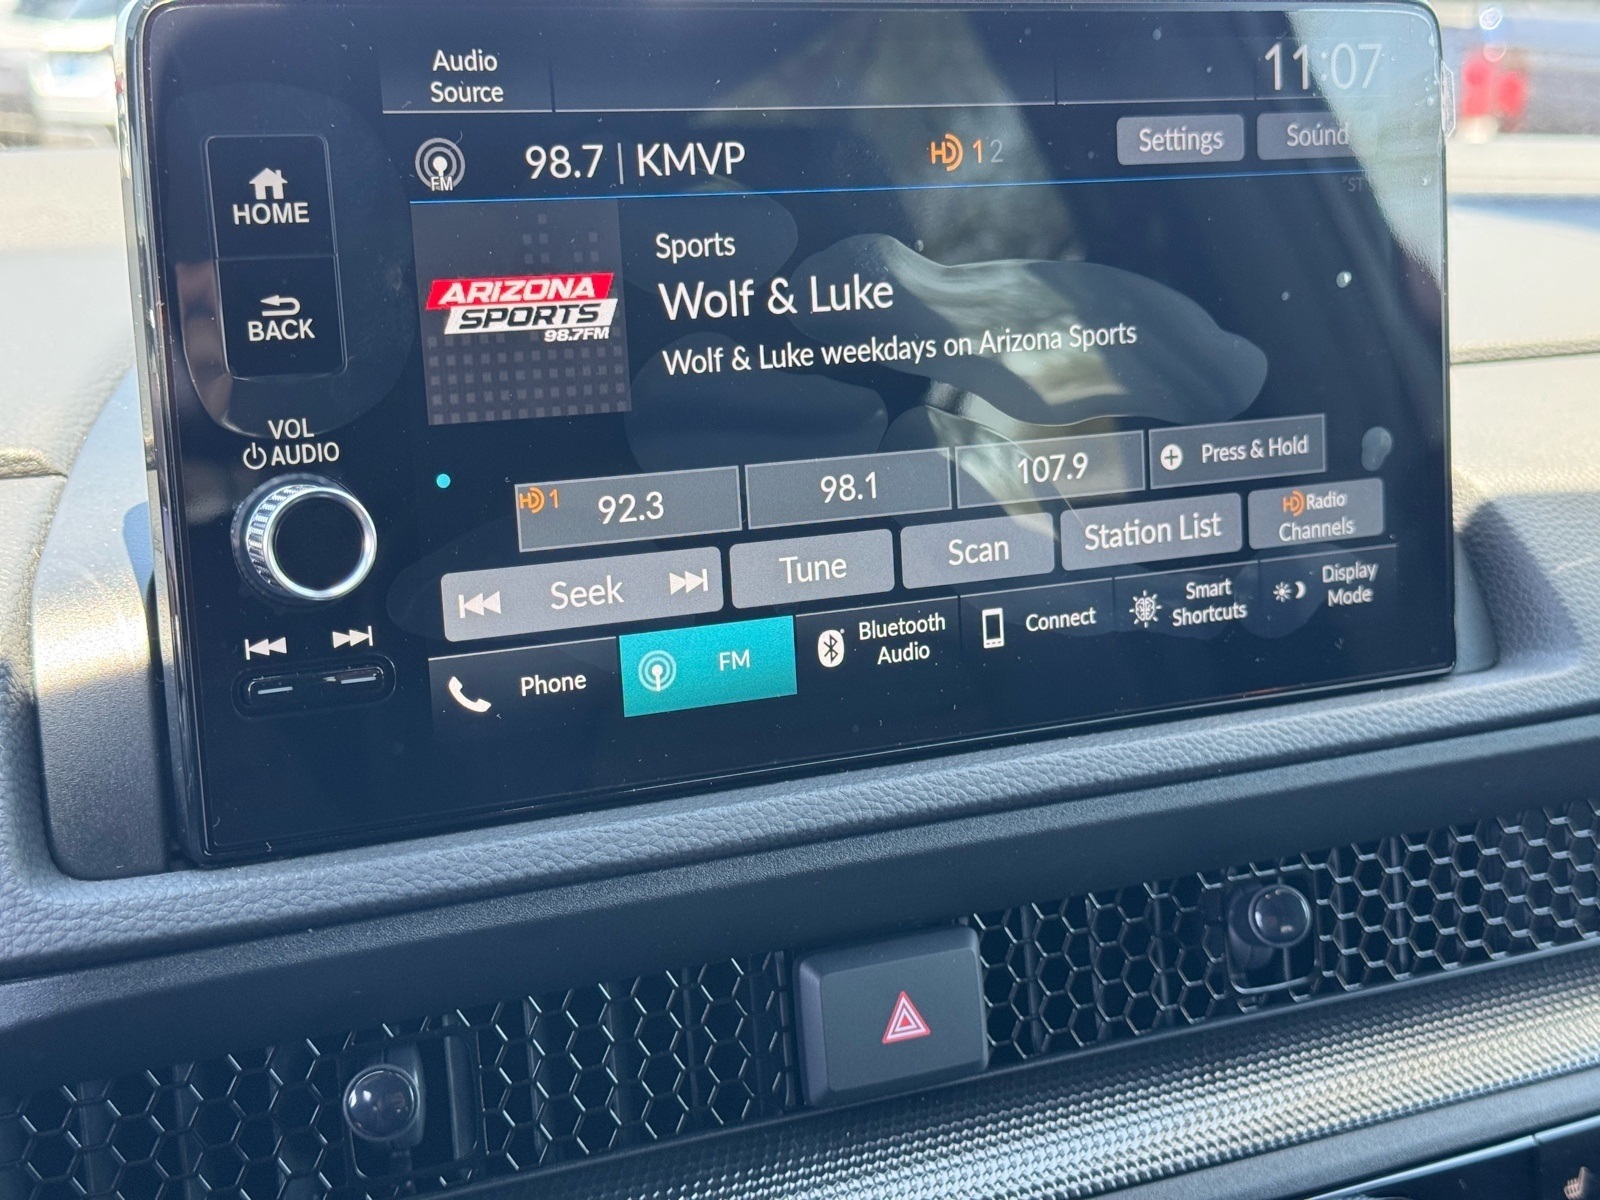 Audio
Source
11:07
FM
98.7 | KMVP
HD 1 2
Settings
Sound
HOME
BACK
ARIZONA
SPORTS
98.7FM
Sports
Wolf & Luke
Wolf & Luke weekdays on Arizona Sports
VOL
AUDIO
HD 1 92.3
98.1
107.9
Press & Hold
Seek
Tune
Scan
Station List
HD Radio
Channels
Phone
FM
Bluetooth
Audio
Connect
Smart
Shortcuts
Display
Mode